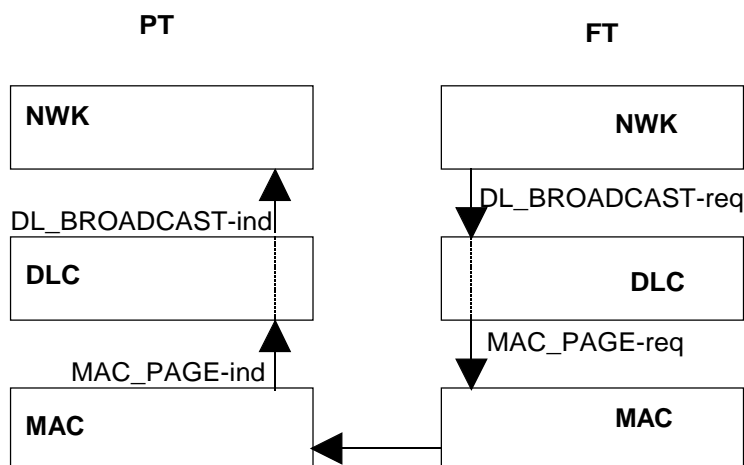 PT
FT
NWK
NWK
DL_BROADCAST-ind
DL_BROADCAST-req
DLC
DLC
MAC_PAGE-ind
MAC_PAGE-req
MAC
MAC